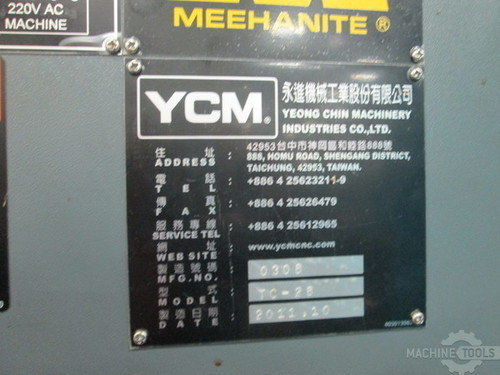 220V AC
MACHINE
MEEHANITE ®
YCM®
永進機械工業股份有限公司
YEONG CHIN MACHINERY
INDUSTRIES CO.,LTD.
住址 ADDRESS : 42953台中市神岡區和睦路888號
888, HOMU ROAD, SHENGANG DISTRICT,
TAICHUNG, 42953, TAIWAN.
電話 TEL : +886 4 25623211-9
傳真 FAX : +886 4 25626479
服務專線 SERVICE TEL : +886 4 25612965
網址 WEB SITE : www.ycmcnc.com
製造號碼 MFG.NO. : 0308
型式 MODEL : TC-28
製造日期 DATE : 2011.10
MACHINE TOOLS
.COM